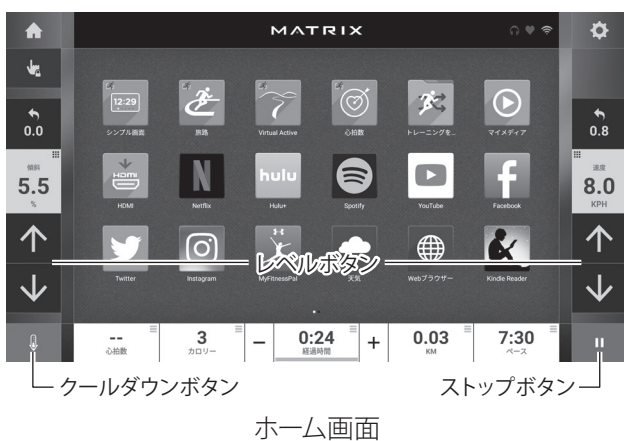 MATRIX
0.0
0.8
12:29
シンプル画面
旅路
Virtual Active
心拍数
トレーニングを...
マイメディア
傾斜
5.5
%
速度
8.0
KPH
HDMI
N
hulu
f
HDMI
Netflix
Hulu+
Spotify
YouTube
Facebook
レベルボタン
Twitter
Instagram
MyFitnessPal
天気
Webブラウザー
Kindle Reader
--
心拍数
3
カロリー
−
0:24
経過時間
+
0.03
KM
7:30
ペース
クールダウンボタン
ストップボタン
ホーム画面